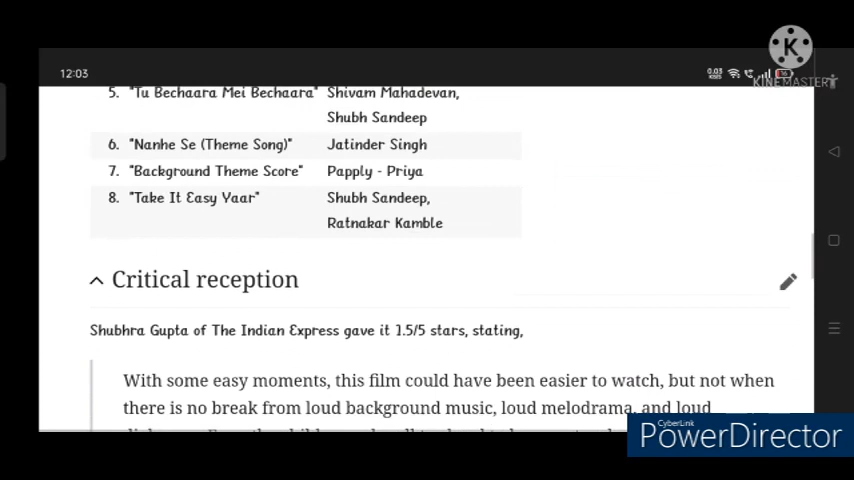 12:03
0.03 KB/S
16
K
KINEMASTER
5. "Tu Bechaara Mei Bechaara" Shivam Mahadevan,
Shubh Sandeep
6. "Nanhe Se (Theme Song)" Jatinder Singh
7. "Background Theme Score" Papply - Priya
8. "Take It Easy Yaar" Shubh Sandeep,
Ratnakar Kamble
Critical reception
Shubhra Gupta of The Indian Express gave it 1.5/5 stars, stating,
With some easy moments, this film could have been easier to watch, but not when
there is no break from loud background music, loud melodrama, and loud
CyberLink
PowerDirector